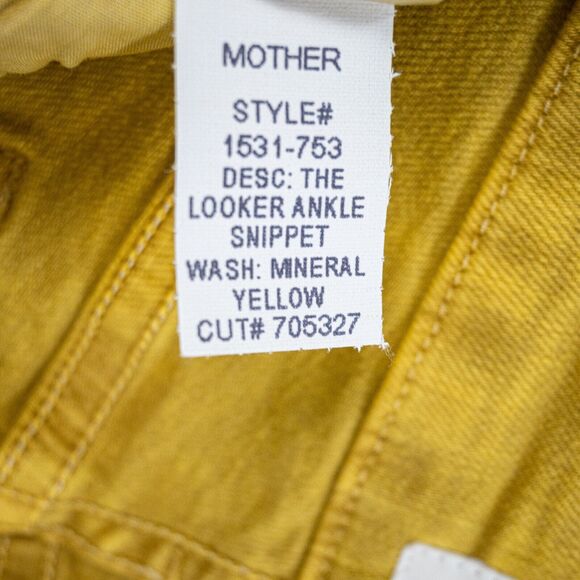 MOTHER
STYLE#
1531-753
DESC: THE
LOOKER ANKLE
SNIPPET
WASH: MINERAL
YELLOW
CUT# 705327